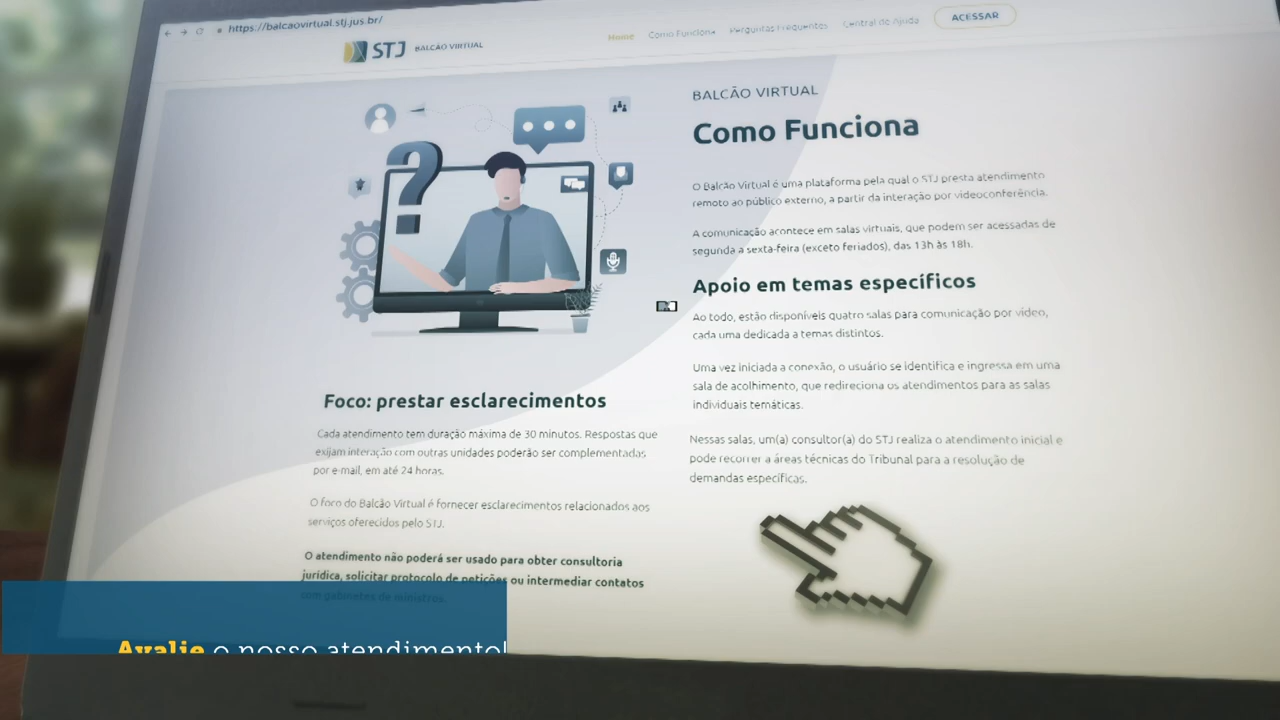 https://balcaovirtual.stj.jus.br/
STJ BALCÃO VIRTUAL
Home Como Funciona Perguntas Frequentes Central de Ajuda ACESSAR
BALCÃO VIRTUAL
Como Funciona
O Balcão Virtual é uma plataforma pela qual o STJ presta atendimento
remoto ao público externo, a partir da interação por videoconferência.
A comunicação acontece em salas virtuais, que podem ser acessadas de
segunda a sexta-feira (exceto feriados), das 13h às 18h.
Apoio em temas específicos
Ao todo, estão disponíveis quatro salas para comunicação por vídeo,
cada uma dedicada a temas distintos.
Uma vez iniciada a conexão, o usuário se identifica e ingressa em uma
sala de acolhimento, que redireciona os atendimentos para as salas
individuais temáticas.
Nessas salas, um(a) consultor(a) do STJ realiza o atendimento inicial e
pode recorrer a áreas técnicas do Tribunal para a resolução de
demandas específicas.
?
Foco: prestar esclarecimentos
Cada atendimento tem duração máxima de 30 minutos. Respostas que
exijam interação com outras unidades poderão ser complementadas
por e-mail, em até 24 horas.
O foco do Balcão Virtual é fornecer esclarecimentos relacionados aos
serviços oferecidos pelo STJ.
O atendimento não poderá ser usado para obter consultoria
jurídica, solicitar protocolo de petições ou intermediar contatos
com gabinetes de ministros.
Avalie o nosso atendimento!